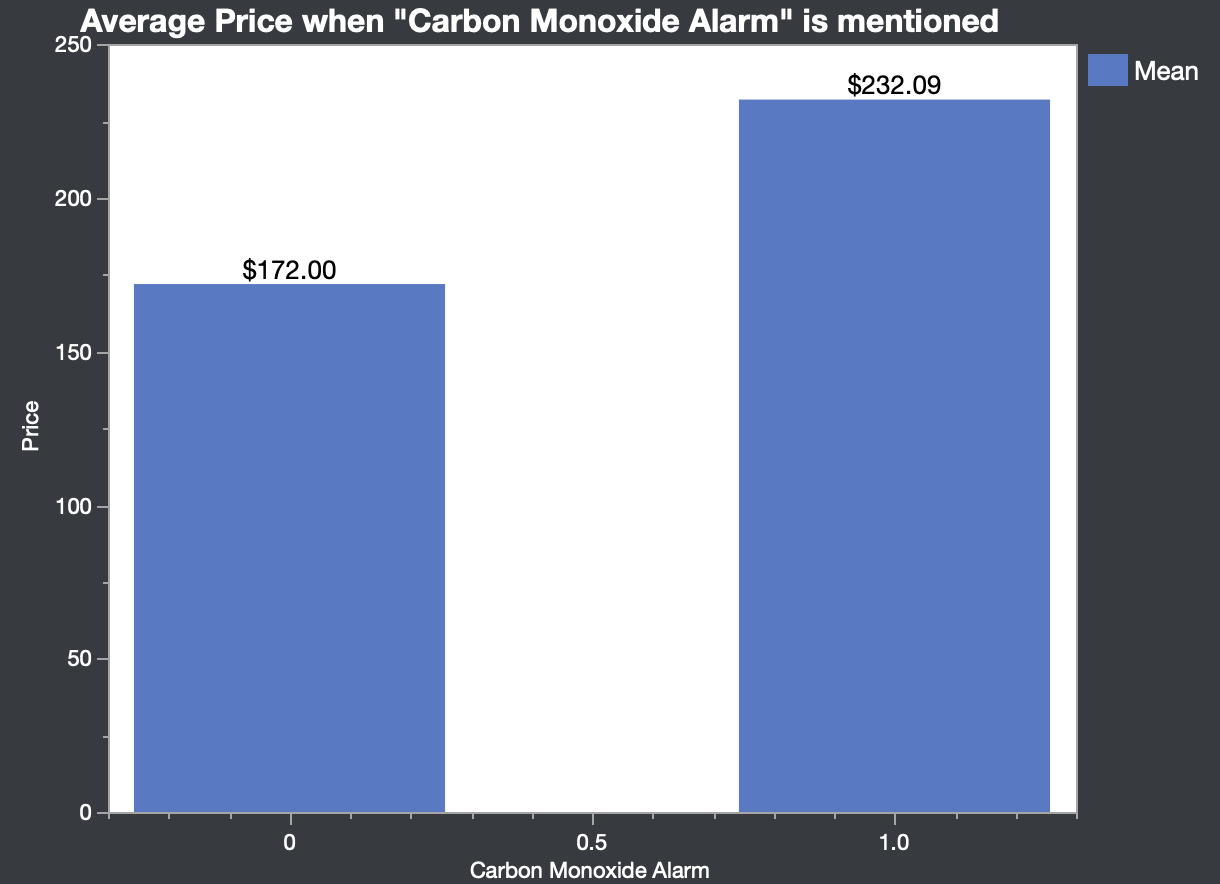 Average Price when "Carbon Monoxide Alarm" is mentioned
250
200
150
100
50
0
Price
$172.00
$232.09
Mean
0
0.5
1.0
Carbon Monoxide Alarm